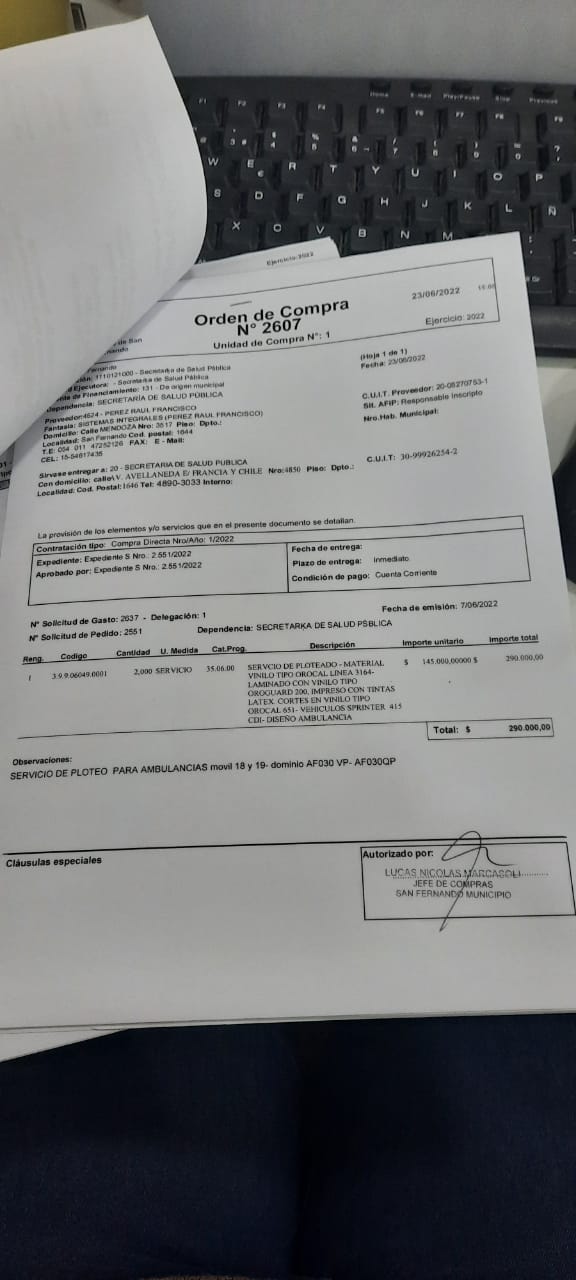 Ejercicio:2022
23/06/2022
Orden de Compra
N° 2607
Unidad de Compra N°: 1
Ejercicio: 2022
de San
(Hoja 1 de 1)
Fecha: 23/06/2022
1110121000 - Secretaría de Salud Pública
Ejecutora: - Secretaría de Salud Pública
de Financiamiento: 131 - De origen municipal
Dependencia: SECRETARÍA DE SALUD PÚBLICA
Proveedor:4624 - PEREZ RAUL FRANCISCO
C.U.I.T. Proveedor: 20-08270753-1
Fantasía: SISTEMAS INTEGRALES (PEREZ RAUL FRANCISCO)
Sit. AFIP: Responsable Inscripto
Domicilio: Calle MENDOZA Nro: 3517 Piso: Dpto.:
Nro.Hab. Municipal:
Localidad: San Fernando Cod. postal: 1644
T.E: 054 011 47252126 FAX: E - Mail:
CEL: 15-54617435
Sirvase entregar a: 20 - SECRETARIA DE SALUD PUBLICA
C.U.I.T: 30-99926254-2
Con domicilio: calle\V. AVELLANEDA E/ FRANCIA Y CHILE Nro:4850 Piso: Dpto.:
Localidad: Cod. Postal:1646 Tel: 4890-3033 Interno:
La provisión de los elementos y/o servicios que en el presente documento se detallan.
Contratación tipo: Compra Directa Nro/Año: 1/2022
Expediente: Expediente S Nro.: 2.551/2022
Aprobado por: Expediente S Nro.: 2.551/2022
Fecha de entrega:
Plazo de entrega: Inmediato.
Condición de pago: Cuenta Corriente
N° Solicitud de Gasto: 2637 - Delegación: 1
Fecha de emisión: 7/06/2022
N° Solicitud de Pedido: 2551
Dependencia: SECRETARKA DE SALUD PSBLICA
Reng. Codigo Cantidad U. Medida Cat.Prog. Descripción Importe unitario Importe total
1 3.9.9.06049.0001 2,000 SERVICIO 35.06.00 SERVCIO DE PLOTEADO - MATERIAL $ 145.000,00000 $ 290.000,00
VINILO TIPO OROCAL LINEA 3164-
LAMINADO CON VINILO TIPO
OROGUARD 200, IMPRESO CON TINTAS
LATEX. CORTES EN VINILO TIPO
OROCAL 651- VEHICULOS SPRINTER 415
CDI- DISEÑO AMBULANCIA
Total: $ 290.000,00
Observaciones:
SERVICIO DE PLOTEO PARA AMBULANCIAS movil 18 y 19- dominio AF030 VP- AF030QP
Cláusulas especiales
Autorizado por:
LUCAS NICOLAS MARCASOLI
JEFE DE COMPRAS
SAN FERNANDO MUNICIPIO